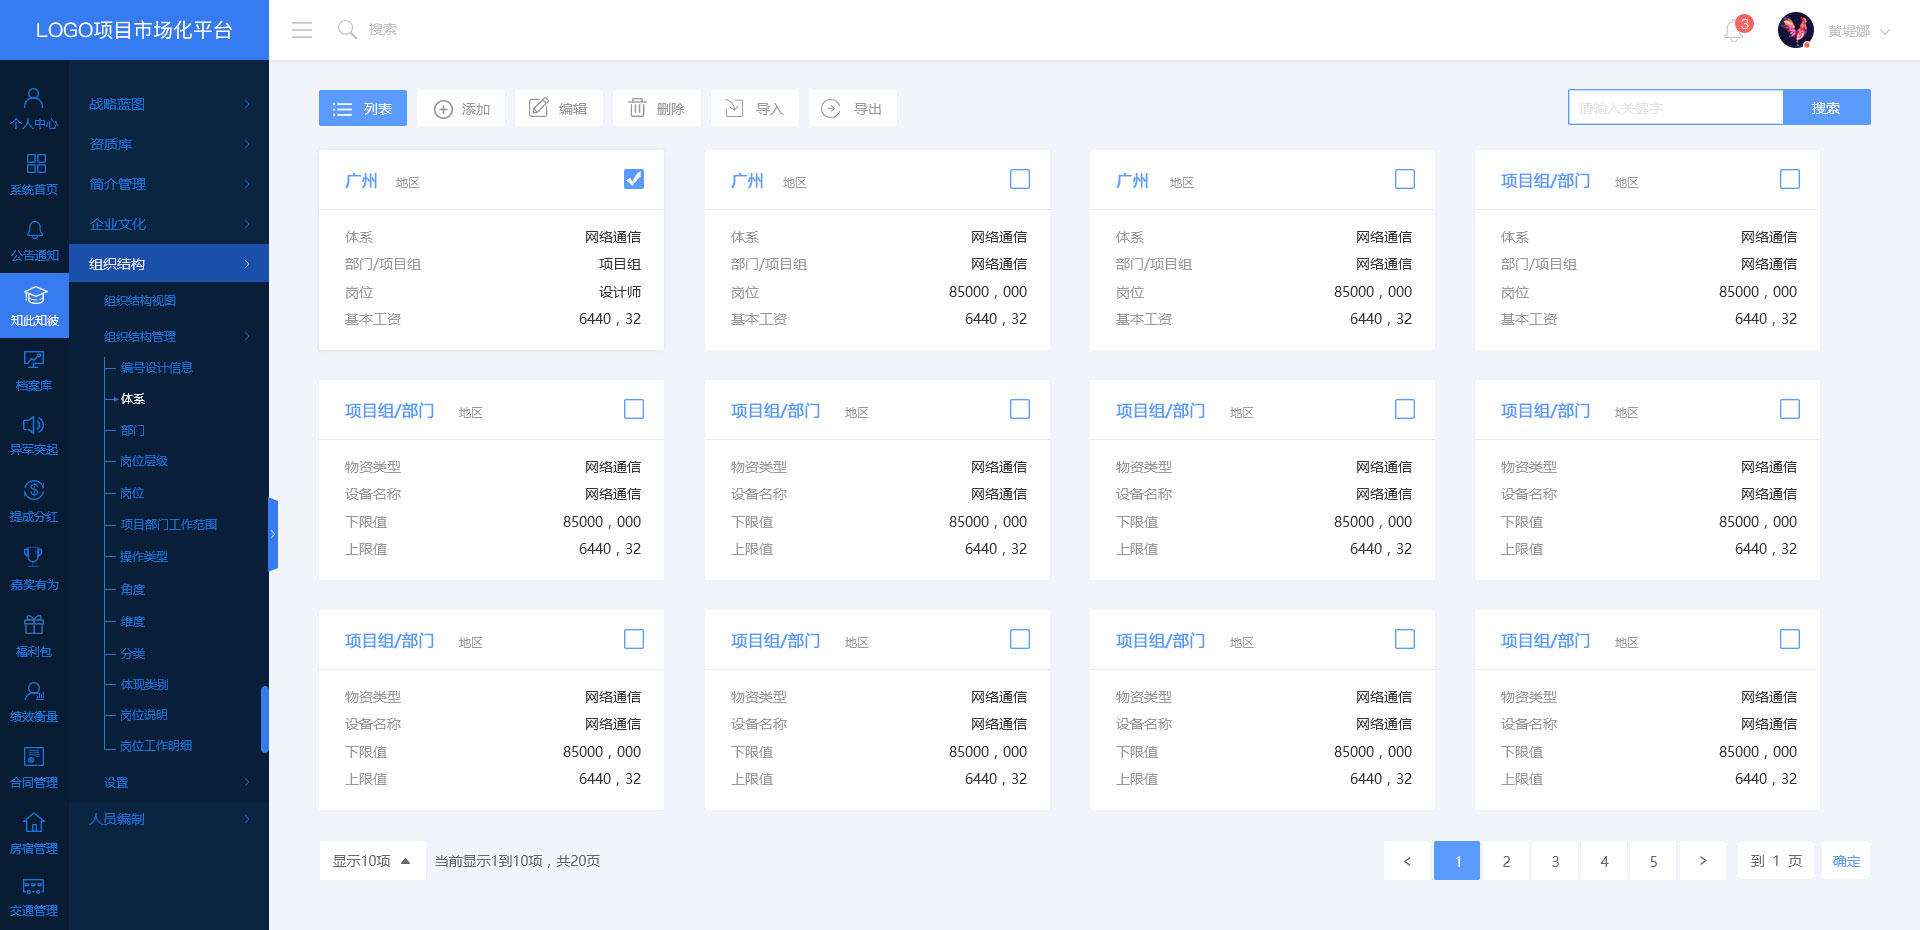 LOGO项目市场化平台
搜索
3
黄堤娜
个人中心
系统首页
公告通知
知此知彼
档案库
异军突起
提成分红
嘉奖有为
福利包
绩效衡量
合同管理
房宿管理
交通管理
战略蓝图
资质库
简介管理
企业文化
组织结构
组织结构视图
组织结构管理
编号设计信息
体系
部门
岗位层级
岗位
项目部门工作范围
操作类型
角度
维度
分类
体现类别
岗位说明
岗位工作明细
设置
人员编制
列表 添加 编辑 删除 导入 导出
请输入关键字 搜索
广州 地区
体系 网络通信
部门/项目组 项目组
岗位 设计师
基本工资 6440，32
广州 地区
体系 网络通信
部门/项目组 网络通信
岗位 85000，000
基本工资 6440，32
广州 地区
体系 网络通信
部门/项目组 网络通信
岗位 85000，000
基本工资 6440，32
项目组/部门 地区
体系 网络通信
部门/项目组 网络通信
岗位 85000，000
基本工资 6440，32
项目组/部门 地区
物资类型 网络通信
设备名称 网络通信
下限值 85000，000
上限值 6440，32
项目组/部门 地区
物资类型 网络通信
设备名称 网络通信
下限值 85000，000
上限值 6440，32
项目组/部门 地区
物资类型 网络通信
设备名称 网络通信
下限值 85000，000
上限值 6440，32
项目组/部门 地区
物资类型 网络通信
设备名称 网络通信
下限值 85000，000
上限值 6440，32
项目组/部门 地区
物资类型 网络通信
设备名称 网络通信
下限值 85000，000
上限值 6440，32
项目组/部门 地区
物资类型 网络通信
设备名称 网络通信
下限值 85000，000
上限值 6440，32
项目组/部门 地区
物资类型 网络通信
设备名称 网络通信
下限值 85000，000
上限值 6440，32
项目组/部门 地区
物资类型 网络通信
设备名称 网络通信
下限值 85000，000
上限值 6440，32
显示10项 当前显示1到10项，共20页
< 1 2 3 4 5 > 到 1 页 确定